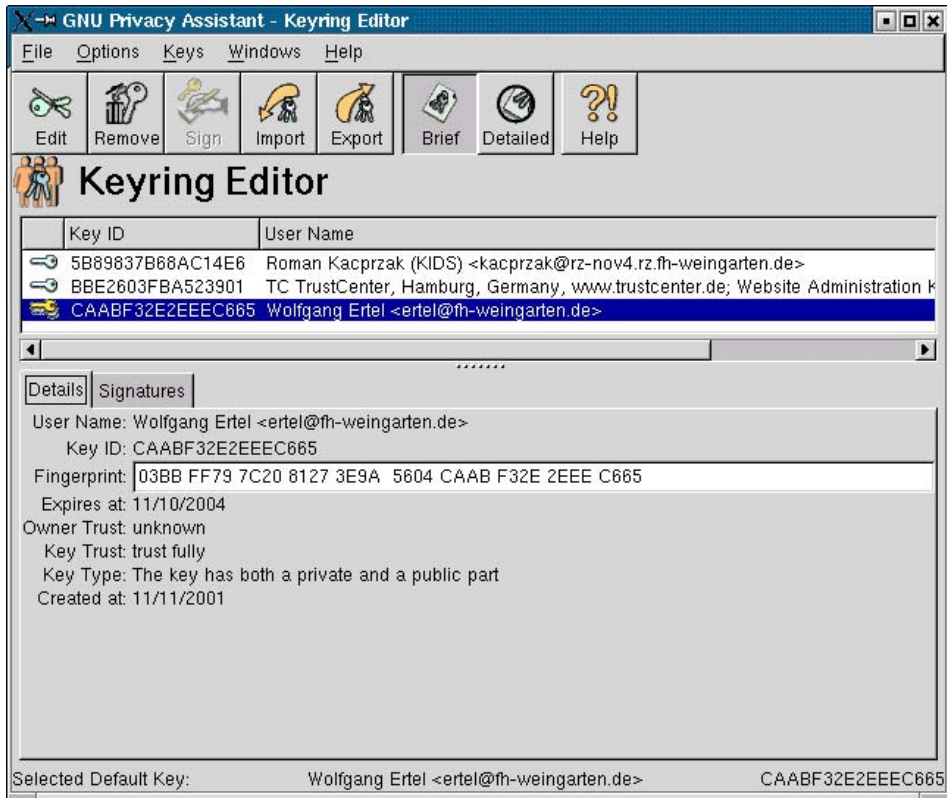 GNU Privacy Assistant - Keyring Editor
File Options Keys Windows Help
Edit Remove Sign Import Export Brief Detailed Help
Keyring Editor
Key ID User Name
5B89837B68AC14E6 Roman Kacprzak (KIDS) <kacprzak@rz-nov4.rz.fh-weingarten.de>
BBE2603FBA523901 TC TrustCenter, Hamburg, Germany, www.trustcenter.de; Website Administration K
CAABF32E2EEEC665 Wolfgang Ertel <ertel@fh-weingarten.de>
Details Signatures
User Name: Wolfgang Ertel <ertel@fh-weingarten.de>
Key ID: CAABF32E2EEEC665
Fingerprint: 03BB FF79 7C20 8127 3E9A 5604 CAAB F32E 2EEE C665
Expires at: 11/10/2004
Owner Trust: unknown
Key Trust: trust fully
Key Type: The key has both a private and a public part
Created at: 11/11/2001
Selected Default Key: Wolfgang Ertel <ertel@fh-weingarten.de> CAABF32E2EEEC665